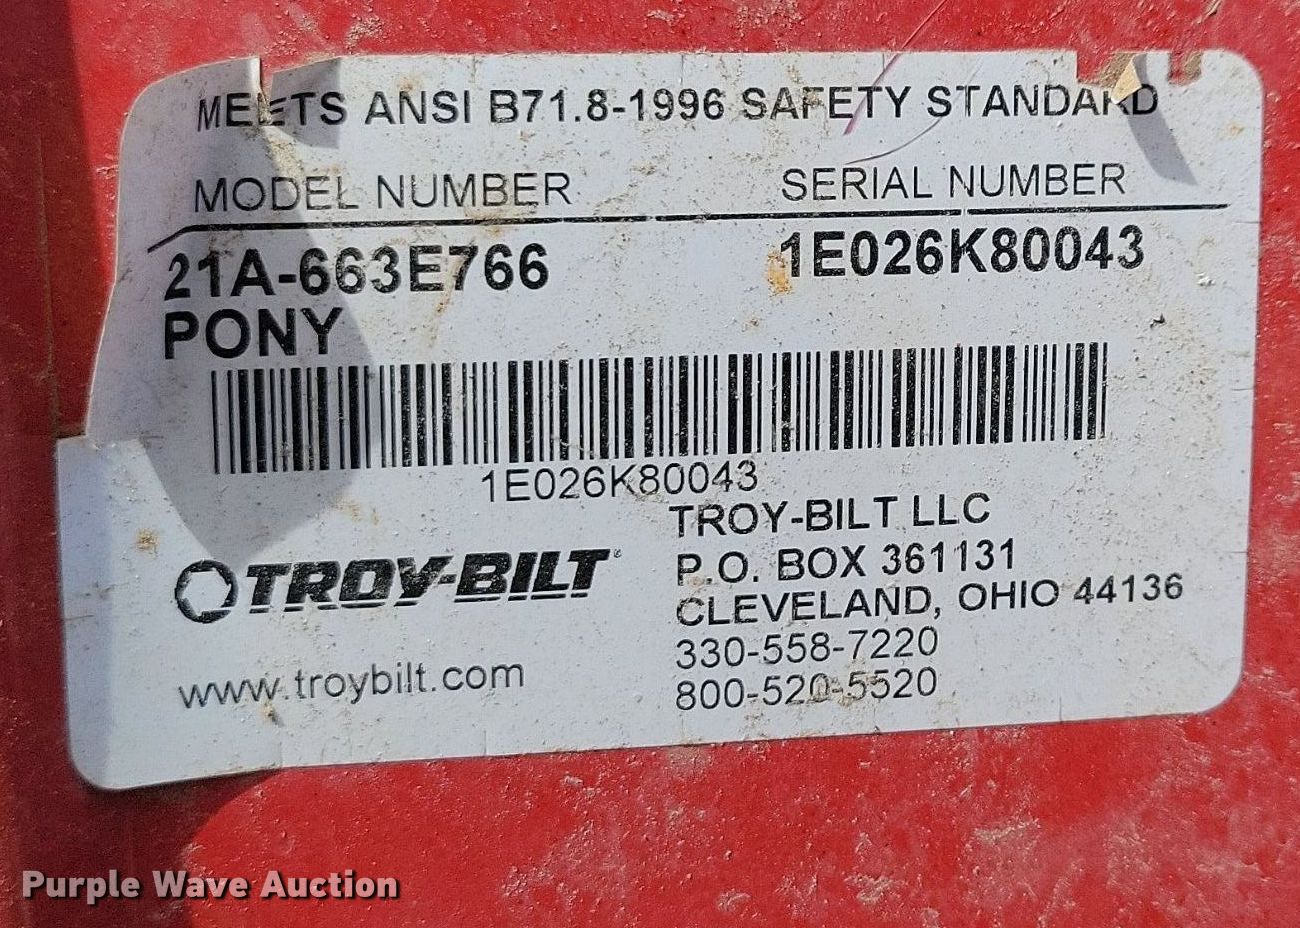 MEETS ANSI B71.8-1996 SAFETY STANDARD
MODEL NUMBER SERIAL NUMBER
21A-663E766 1E026K80043
PONY
1E026K80043
TROY-BILT LLC
P.O. BOX 361131
CLEVELAND, OHIO 44136
330-558-7220
800-520-5520
TROY-BILT®
www.troybilt.com
Purple Wave Auction